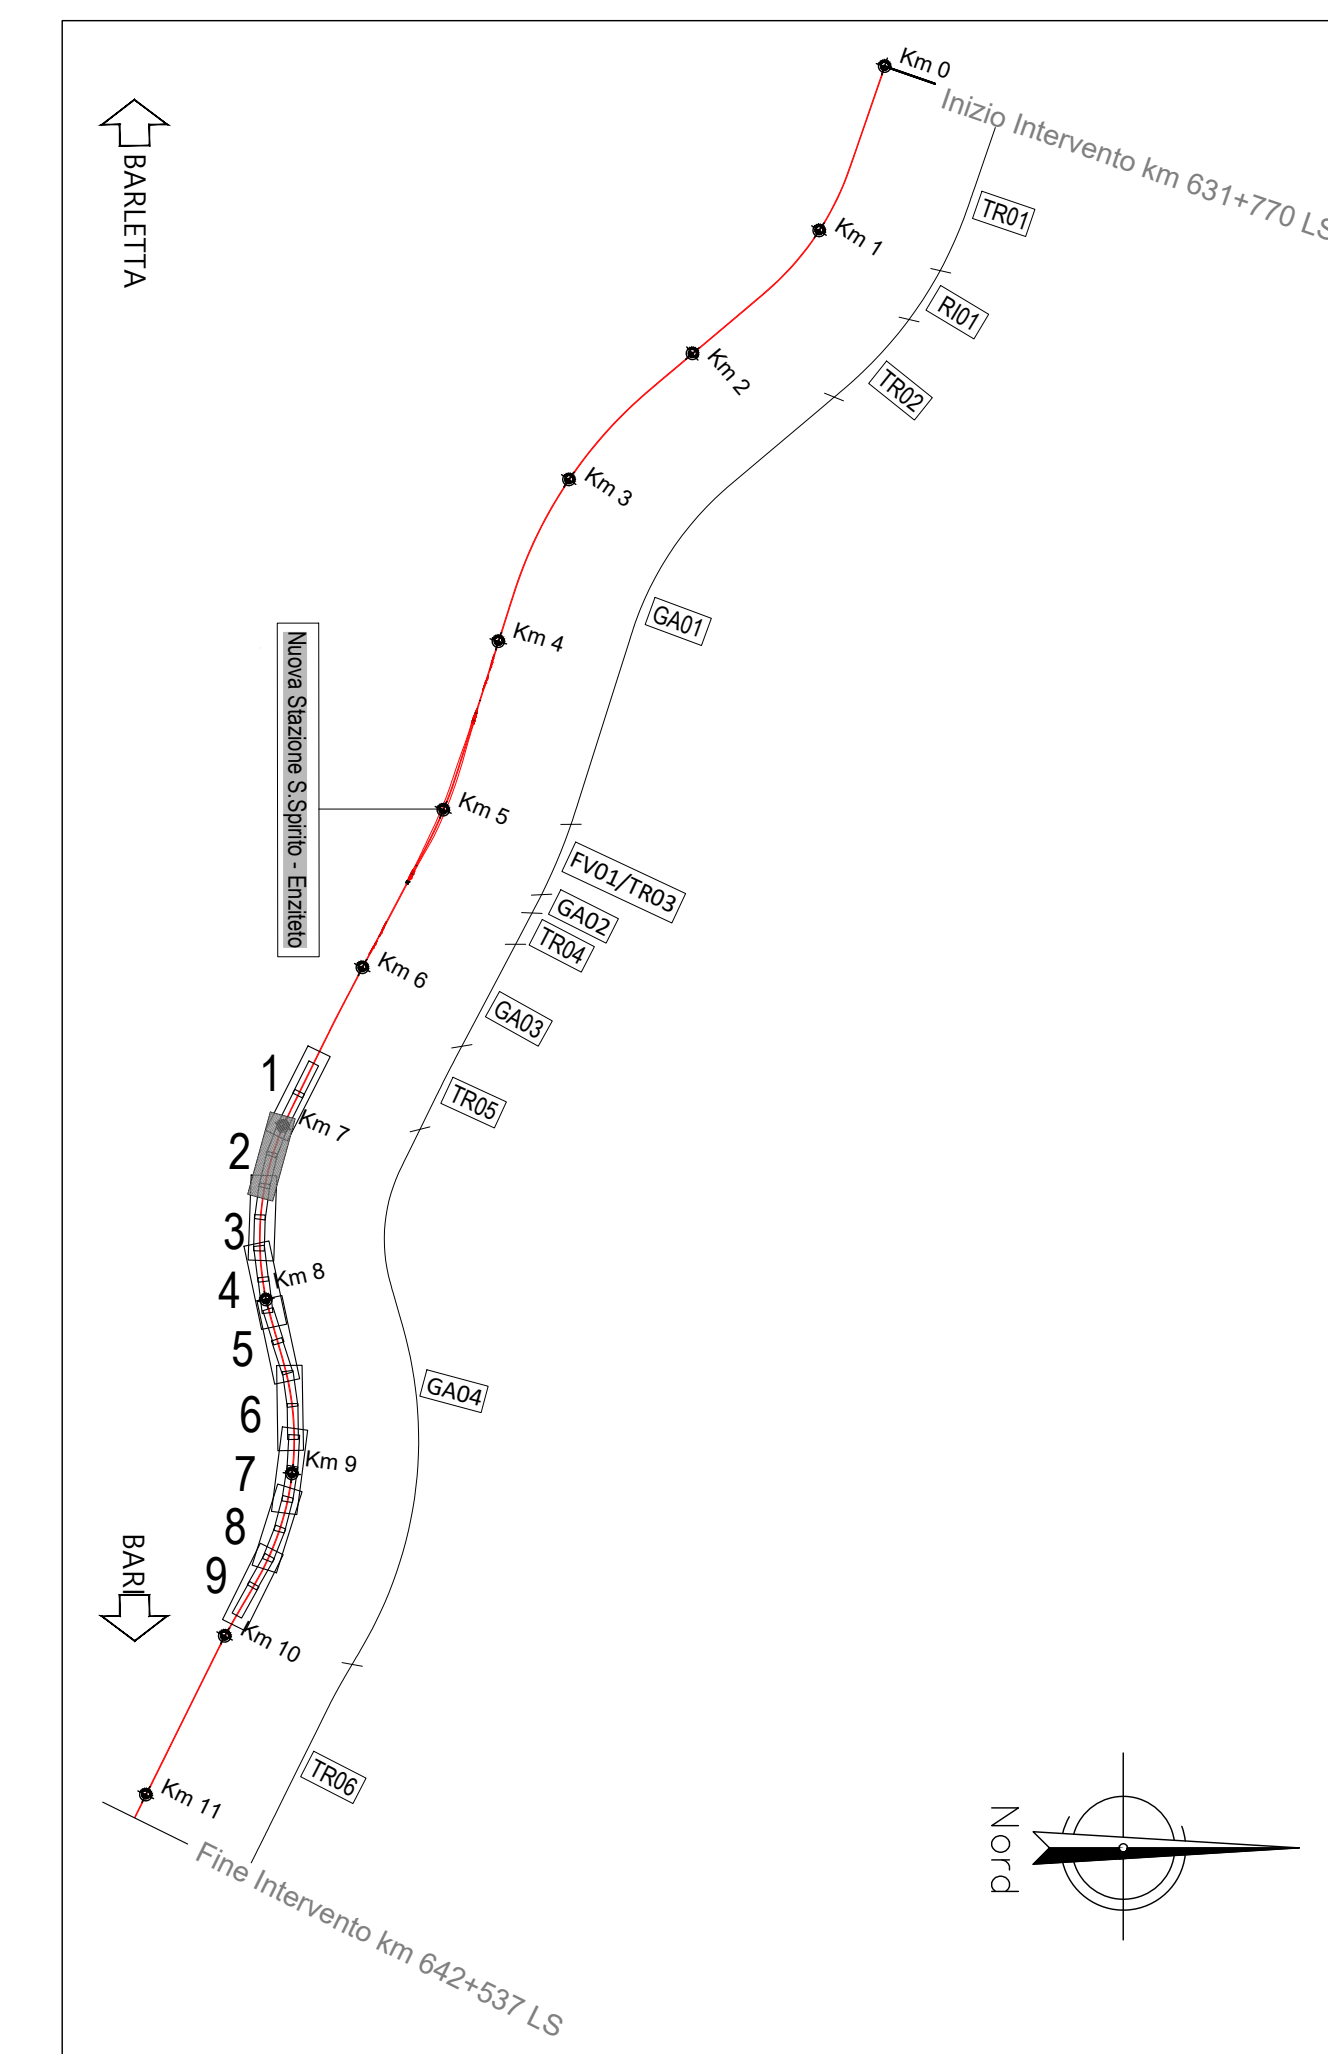 BARLETTA
Km 0
Inizio Intervento km 631+770 LS
TR01
Km 1
RI01
Km 2
TR02
Km 3
GA01
Km 4
Nuova Stazione S.Spirito - Enziteto
Km 5
FV01/TR03
GA02
TR04
Km 6
GA03
1
TR05
Km 7
2
3
Km 8
4
5
GA04
6
Km 9
7
8
BARI
9
Km 10
TR06
Km 11
Nord
Fine Intervento km 642+537 LS